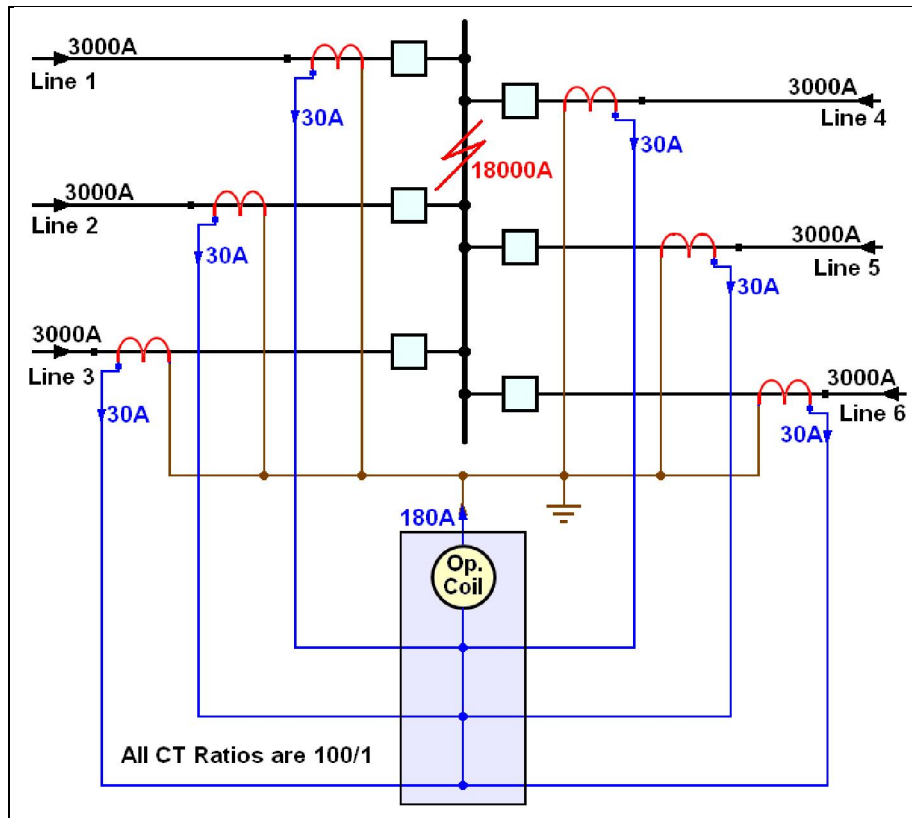 3000A
Line 1
30A
3000A
Line 4
30A
18000A
3000A
Line 2
30A
3000A
Line 5
30A
3000A
Line 3
30A
3000A
Line 6
30A
180A
Op.
Coil
All CT Ratios are 100/1